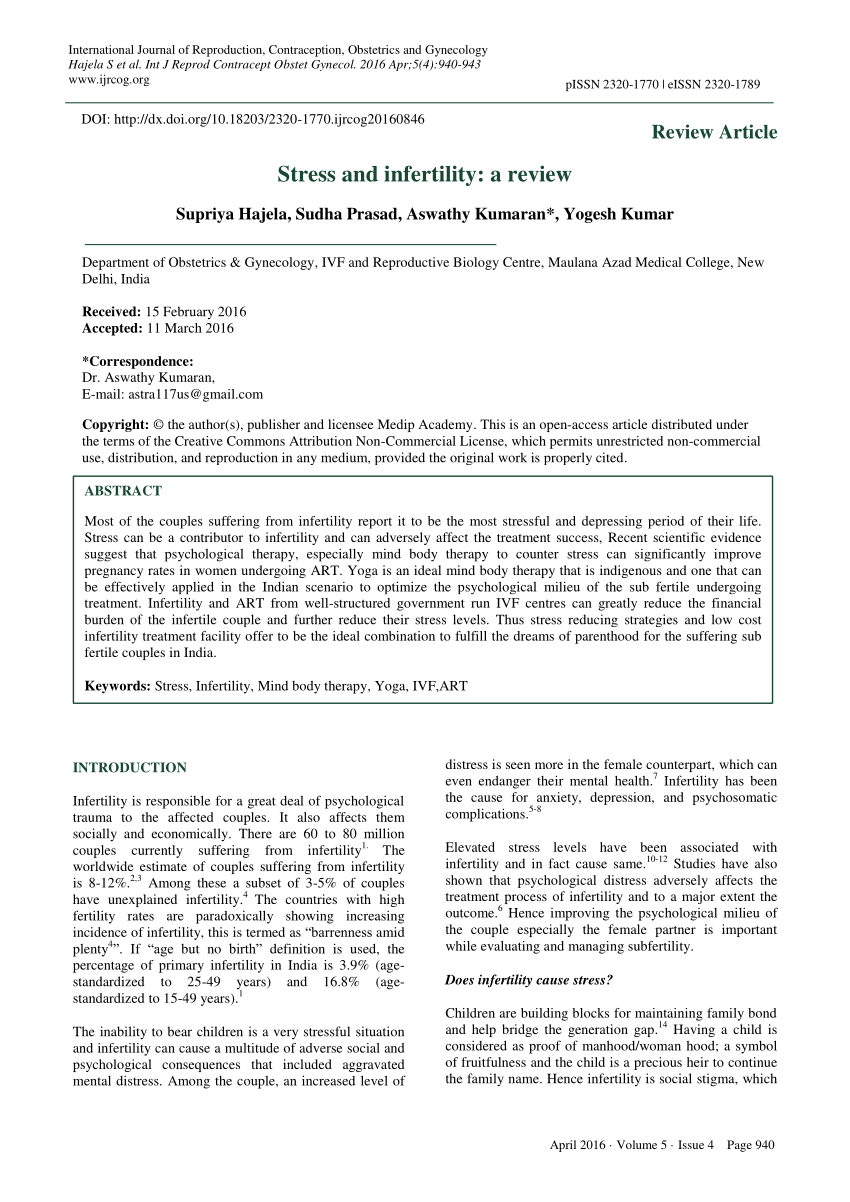 International Journal of Reproduction, Contraception, Obstetrics and Gynecology
Hajela S et al. Int J Reprod Contracept Obstet Gynecol. 2016 Apr;5(4):940-943
www.ijrcog.org
pISSN 2320-1770 | eISSN 2320-1789
DOI: http://dx.doi.org/10.18203/2320-1770.ijrcog20160846
Review Article
Stress and infertility: a review
Supriya Hajela, Sudha Prasad, Aswathy Kumaran*, Yogesh Kumar
Department of Obstetrics & Gynecology, IVF and Reproductive Biology Centre, Maulana Azad Medical College, New
Delhi, India
Received: 15 February 2016
Accepted: 11 March 2016
*Correspondence:
Dr. Aswathy Kumaran,
E-mail: astra117us@gmail.com
Copyright: © the author(s), publisher and licensee Medip Academy. This is an open-access article distributed under
the terms of the Creative Commons Attribution Non-Commercial License, which permits unrestricted non-commercial
use, distribution, and reproduction in any medium, provided the original work is properly cited.
ABSTRACT
Most of the couples suffering from infertility report it to be the most stressful and depressing period of their life.
Stress can be a contributor to infertility and can adversely affect the treatment success, Recent scientific evidence
suggest that psychological therapy, especially mind body therapy to counter stress can significantly improve
pregnancy rates in women undergoing ART. Yoga is an ideal mind body therapy that is indigenous and one that can
be effectively applied in the Indian scenario to optimize the psychological milieu of the sub fertile undergoing
treatment. Infertility and ART from well-structured government run IVF centres can greatly reduce the financial
burden of the infertile couple and further reduce their stress levels. Thus stress reducing strategies and low cost
infertility treatment facility offer to be the ideal combination to fulfill the dreams of parenthood for the suffering sub
fertile couples in India.
Keywords: Stress, Infertility, Mind body therapy, Yoga, IVF,ART
INTRODUCTION
Infertility is responsible for a great deal of psychological
trauma to the affected couples. It also affects them
socially and economically. There are 60 to 80 million
couples currently suffering from infertility1. The
worldwide estimate of couples suffering from infertility
is 8-12%.2,3 Among these a subset of 3-5% of couples
have unexplained infertility.4 The countries with high
fertility rates are paradoxically showing increasing
incidence of infertility, this is termed as “barrenness amid
plenty4”. If “age but no birth” definition is used, the
percentage of primary infertility in India is 3.9% (age-
standardized to 25-49 years) and 16.8% (age-
standardized to 15-49 years).1
The inability to bear children is a very stressful situation
and infertility can cause a multitude of adverse social and
psychological consequences that included aggravated
mental distress. Among the couple, an increased level of
distress is seen more in the female counterpart, which can
even endanger their mental health.7 Infertility has been
the cause for anxiety, depression, and psychosomatic
complications.5-8
Elevated stress levels have been associated with
infertility and in fact cause same.10-12 Studies have also
shown that psychological distress adversely affects the
treatment process of infertility and to a major extent the
outcome.6 Hence improving the psychological milieu of
the couple especially the female partner is important
while evaluating and managing subfertility.
Does infertility cause stress?
Children are building blocks for maintaining family bond
and help bridge the generation gap.14 Having a child is
considered as proof of manhood/woman hood; a symbol
of fruitfulness and the child is a precious heir to continue
the family name. Hence infertility is social stigma, which
April 2016 · Volume 5 · Issue 4 Page 940